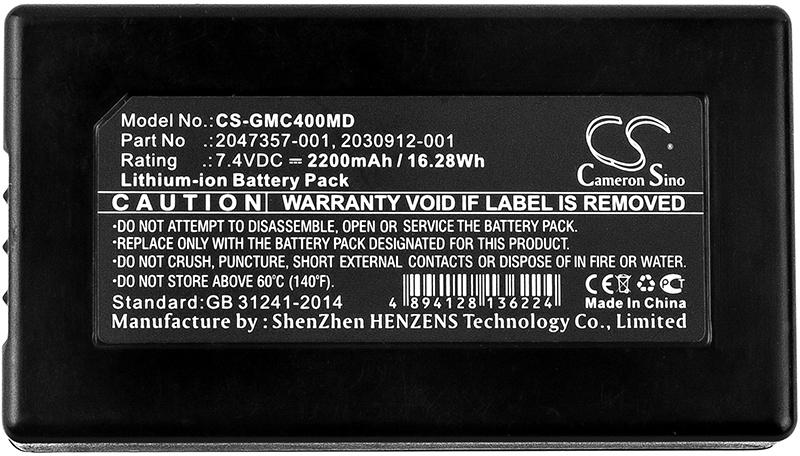 Model No.:CS-GMC400MD
Part No .:2047357-001, 2030912-001
Rating .:7.4VDC ⎓ 2200mAh / 16.28Wh
Lithium-ion Battery Pack
CS
Cameron Sino
CAUTION WARRANTY VOID IF LABEL IS REMOVED
•DO NOT ATTEMPT TO DISASSEMBLE, OPEN OR SERVICE THE BATTERY PACK.
•REPLACE ONLY WITH THE BATTERY PACK DESIGNATED FOR THIS PRODUCT.
•DO NOT CRUSH, PUNCTURE, SHORT EXTERNAL CONTACTS OR DISPOSE OF IN FIRE OR WATER.
•DO NOT STORE ABOVE 60℃ (140℉).
Standard:GB 31241-2014
4 894128 136224
CE
Made In China
Manufacture by : ShenZhen HENZENS Technology Co., Limited